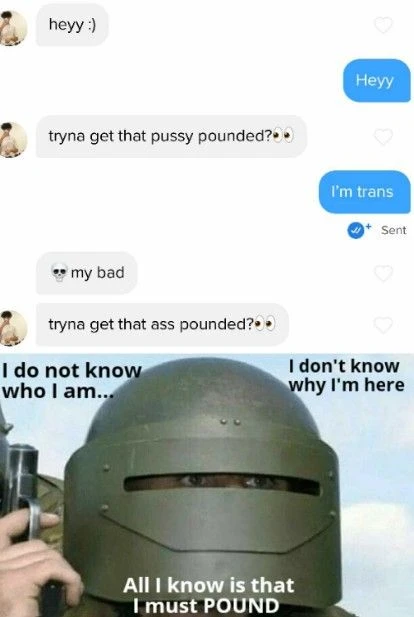 heyy :)
Heyy
tryna get that pussy pounded?👀
I'm trans
Sent
💀 my bad
tryna get that ass pounded?👀
I do not know
who I am...
I don't know
why I'm here
All I know is that
I must POUND